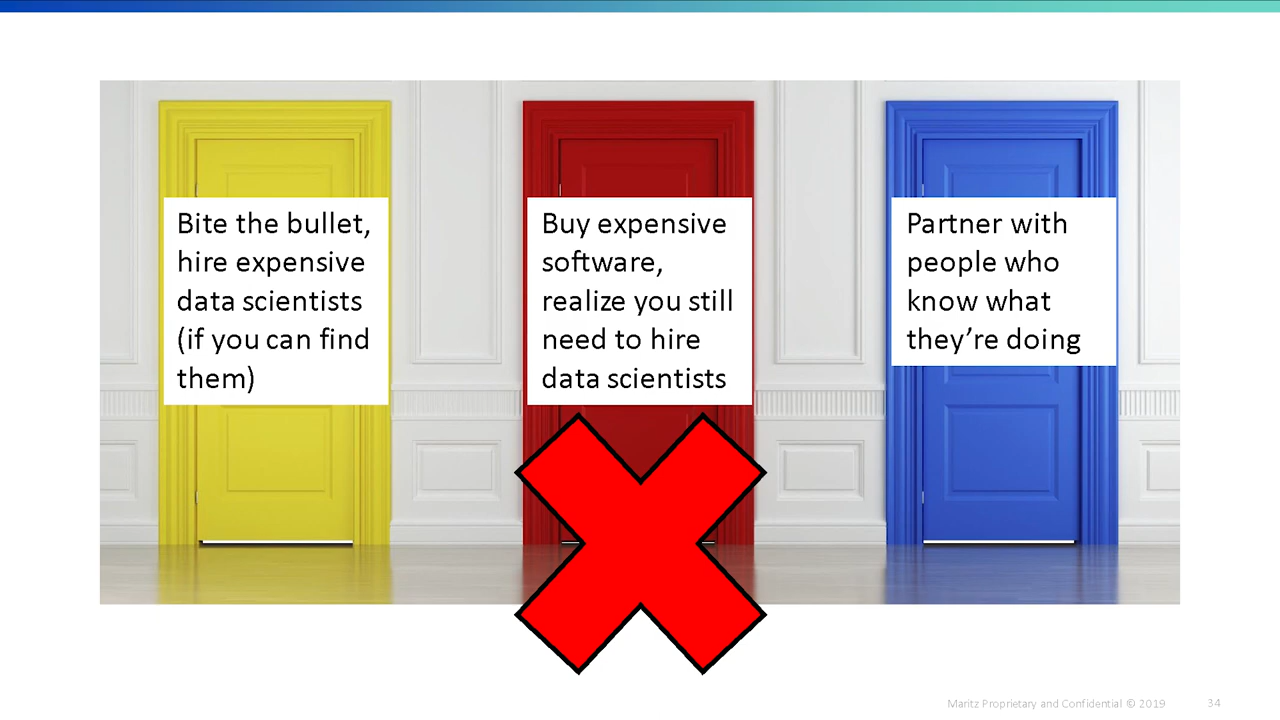 Bite the bullet,
hire expensive
data scientists
(if you can find
them)
Buy expensive
software,
realize you still
need to hire
data scientists
Partner with
people who
know what
they're doing
Maritz Proprietary and Confidential © 2019
34